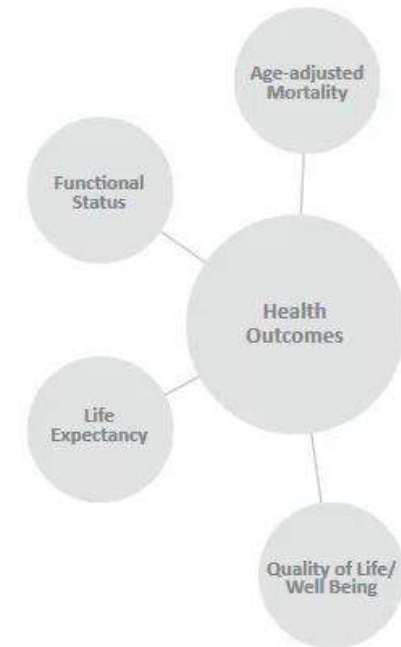 Age-adjusted
Mortality
Functional
Status
Health
Outcomes
Life
Expectancy
Quality of Life/
Well Being